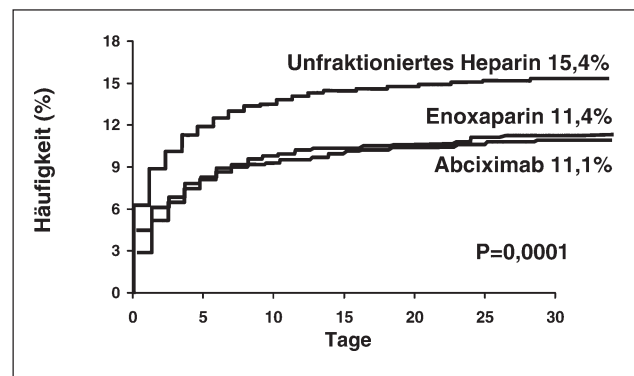 18
Unfraktioniertes Heparin 15,4%
15
12
Enoxaparin 11,4%
9
Abciximab 11,1%
6
3
P=0,0001
0
0 5 10 15 20 25 30
Tage
Häufigkeit (%)